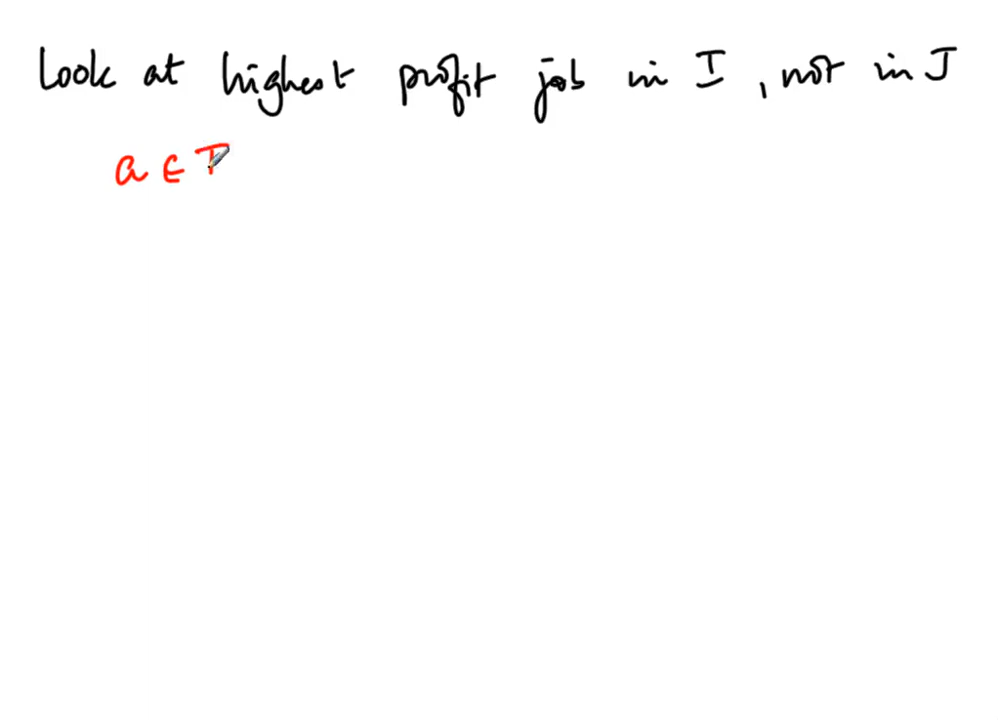 Look at highest profit job in I, not in J
a ∈